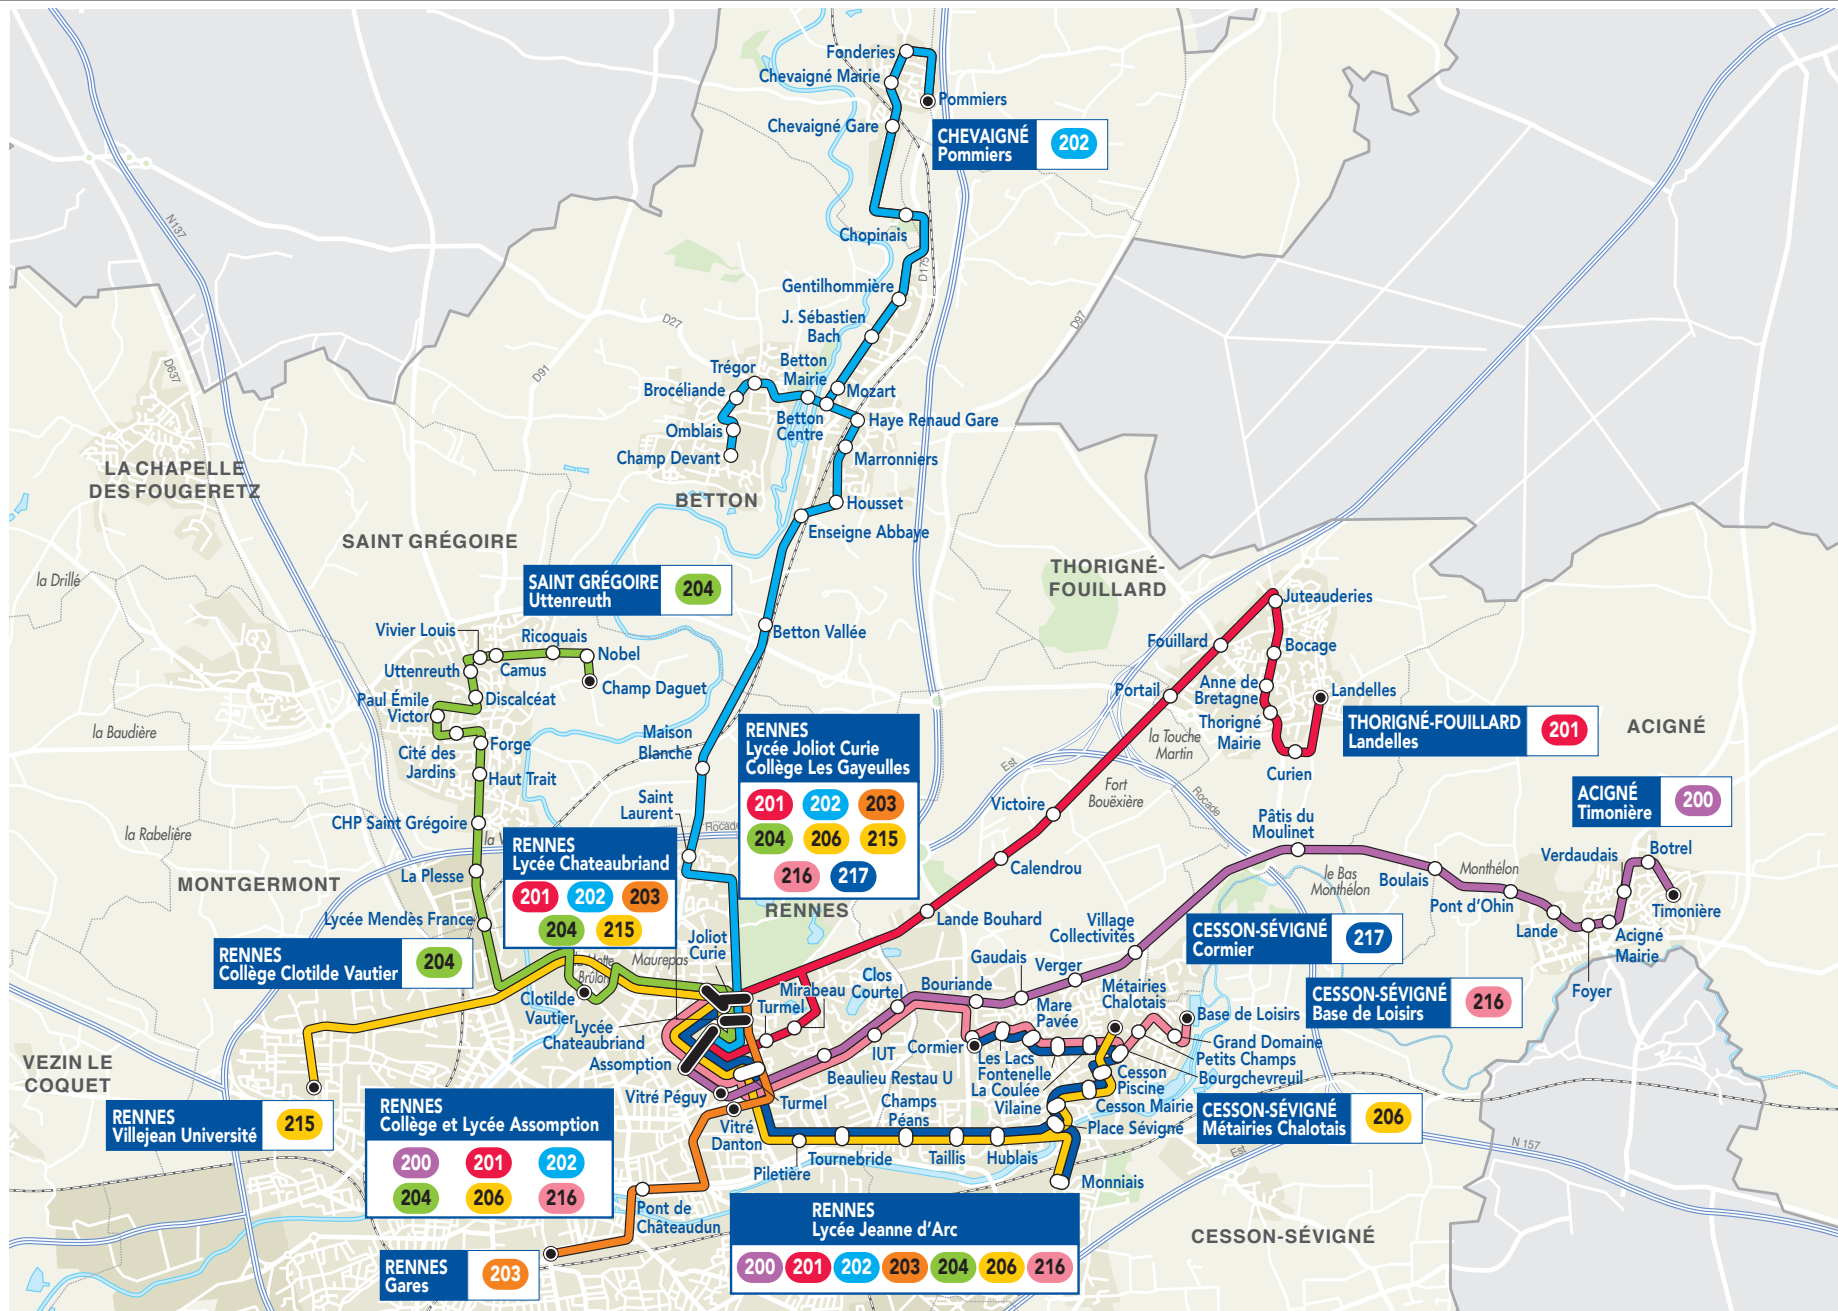 Fonderies
Chevaigné Mairie
Pommiers
Chevaigné Gare
CHEVAIGNÉ
Pommiers
202
Chopinais
N137
D175
Gentilhommière
J. Sébastien
Bach
D27
D97
D91
D637
Trégor
Betton
Mairie
Brocéliande
Mozart
Betton
Centre
Haye Renaud Gare
Omblais
Champ Devant
Marronniers
LA CHAPELLE
DES FOUGERETZ
BETTON
Housset
Enseigne Abbaye
SAINT GRÉGOIRE
la Drillé
THORIGNÉ-
FOUILLARD
SAINT GRÉGOIRE
Uttenreuth
204
Juteauderies
Vivier Louis
Ricoquais
Betton Vallée
Fouillard
Bocage
Nobel
Uttenreuth
Camus
Champ Daguet
Anne de
Bretagne
Portail
Landelles
Paul Émile
Victor
Discalcéat
Thorigné
Mairie
THORIGNÉ-FOUILLARD
Landelles
201
ACIGNÉ
la Baudière
Maison
Blanche
la Touche
Martin
Cité des
Jardins
Forge
Haut Trait
Curien
RENNES
Lycée Joliot Curie
Collège Les Gayeulles
201
202
203
204
206
215
216
217
Est
Fort
Bouëxière
Rocade
ACIGNÉ
Timonière
200
Saint
Laurent
Victoire
Pâtis du
Moulinet
CHP Saint Grégoire
la Rabelière
la V
Rocade
Verdaudais
Botrel
RENNES
Lycée Chateaubriand
201
202
203
204
215
La Plesse
Calendrou
le Bas
Monthélon
Boulais
Monthélon
MONTGERMONT
Pont d'Ohin
Timonière
RENNES
Lycée Mendès France
Lande Bouhard
Village
Collectivités
CESSON-SÉVIGNÉ
Cormier
217
Lande
Acigné
Mairie
Joliot
Curie
RENNES
Collège Clotilde Vautier
204
la Motte
Brûlon
Maurepas
Gaudais
Verger
Foyer
Clos
Courtel
Bouriande
Métairies
Chalotais
CESSON-SÉVIGNÉ
Base de Loisirs
216
Clotilde
Vautier
Mirabeau
Turmel
Mare
Pavée
Base de Loisirs
Lycée
Chateaubriand
Grand Domaine
IUT
Cormier
Assomption
Les Lacs
Petits Champs
Fontenelle
Cesson
Piscine
Bourgchevreuil
VEZIN LE
COQUET
Beaulieu Restau U
La Coulée
Vitré Péguy
Turmel
Champs
Péans
Vilaine
Cesson Mairie
CESSON-SÉVIGNÉ
Métairies Chalotais
206
RENNES
Villejean Université
215
RENNES
Collège et Lycée Assomption
200
201
202
204
206
216
Vitré
Danton
Place Sévigné
N 157
Est
Piletière
Tournebride
Taillis
Hublais
Monniais
Pont de
Châteaudun
RENNES
Lycée Jeanne d'Arc
200
201
202
203
204
206
216
CESSON-SÉVIGNÉ
RENNES
Gares
203